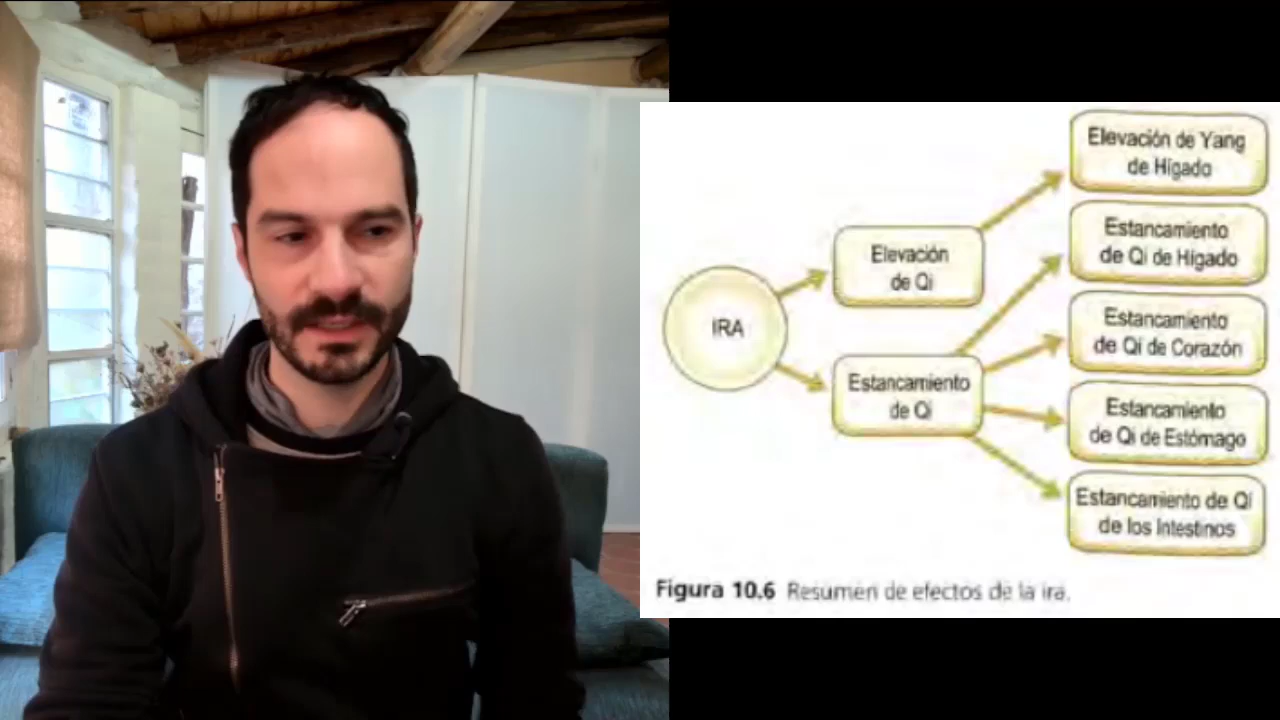 IRA
Elevación
de Qi
Estancamiento
de Qi
Elevación de Yang
de Hígado
Estancamiento
de Qi de Hígado
Estancamiento
de Qi de Corazón
Estancamiento
de Qi de Estómago
Estancamiento de Qi
de los Intestinos
Figura 10.6 Resumen de efectos de la ira.